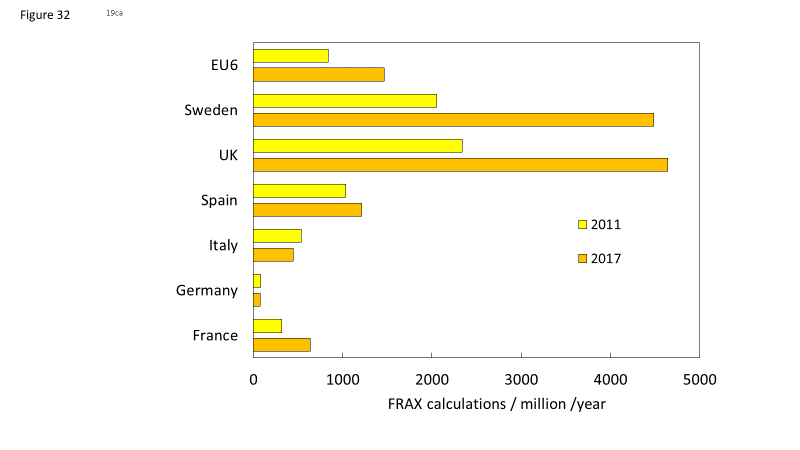 Figure 32 19ca
EU6
Sweden
UK
Spain
Italy
Germany
France
2011
2017
0 1000 2000 3000 4000 5000
FRAX calculations / million /year